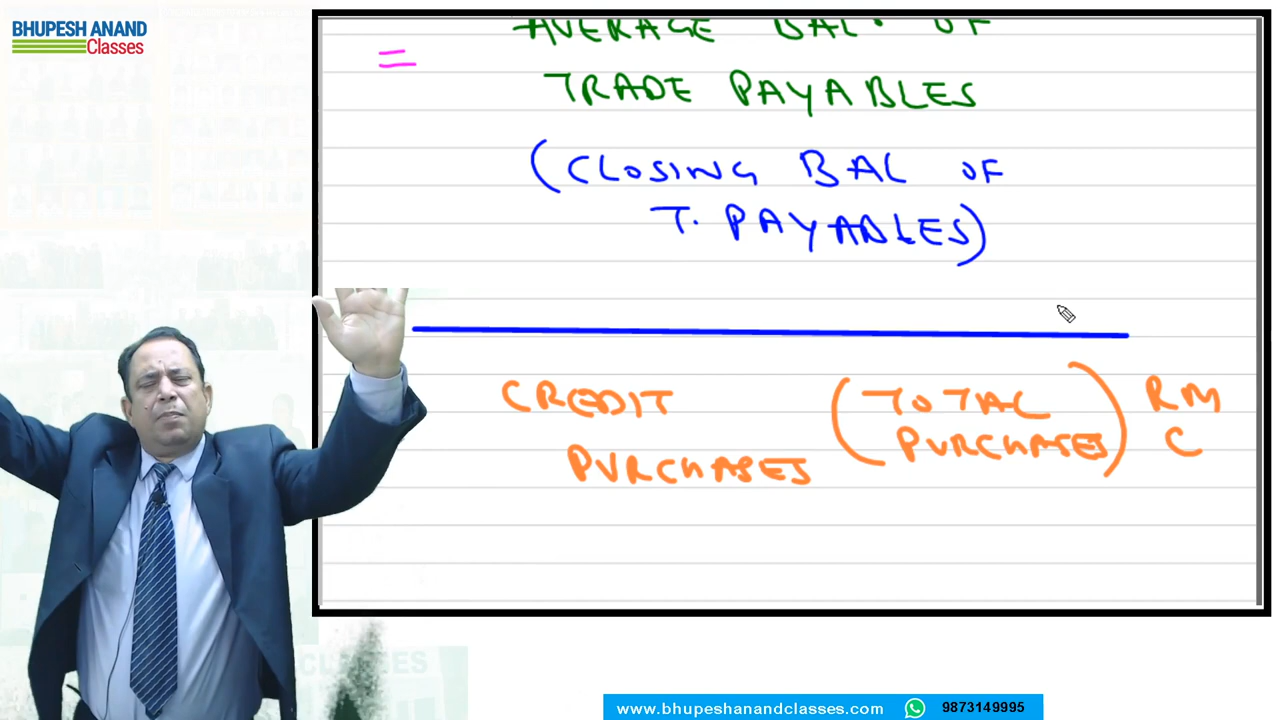 BHUPESH ANAND
Classes
AVERAGE BAL. OF
=
TRADE PAYABLES
(CLOSING BAL OF
T. PAYABLES)
CREDIT
PURCHASES
(TOTAL
PURCHASES)
RM
C
www.bhupeshanandclasses.com
9873149995